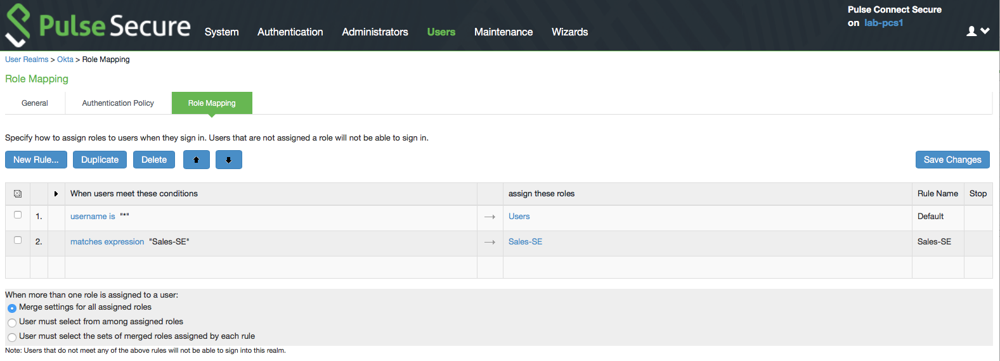 Pulse Secure
System Authentication Administrators Users Maintenance Wizards
Pulse Connect Secure
on lab-pcs1
User Realms > Okta > Role Mapping
Role Mapping
General Authentication Policy Role Mapping
Specify how to assign roles to users when they sign in. Users that are not assigned a role will not be able to sign in.
New Rule... Duplicate Delete Save Changes
When users meet these conditions assign these roles Rule Name Stop
1. username is "*" Users Default
2. matches expression "Sales-SE" Sales-SE Sales-SE
When more than one role is assigned to a user:
Merge settings for all assigned roles
User must select from among assigned roles
User must select the sets of merged roles assigned by each rule
Note: Users that do not meet any of the above rules will not be able to sign into this realm.